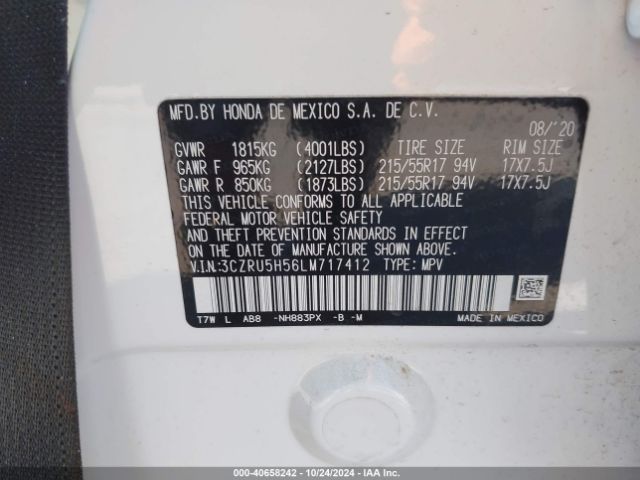 MFD.BY HONDA DE MEXICO S.A. DE C.V.
08/'20
GVWR 1815KG (4001LBS) TIRE SIZE RIM SIZE
GAWR F 965KG (2127LBS) 215/55R17 94V 17X7.5J
GAWR R 850KG (1873LBS) 215/55R17 94V 17X7.5J
THIS VEHICLE CONFORMS TO ALL APPLICABLE
FEDERAL MOTOR VEHICLE SAFETY
AND THEFT PREVENTION STANDARDS IN EFFECT
ON THE DATE OF MANUFACTURE SHOWN ABOVE.
V.I.N:3CZRU5H56LM717412 TYPE: MPV
T7W L AB8 -NH883PX -B -M MADE IN MEXICO
000-40658242 - 10/24/2024 - IAA Inc.